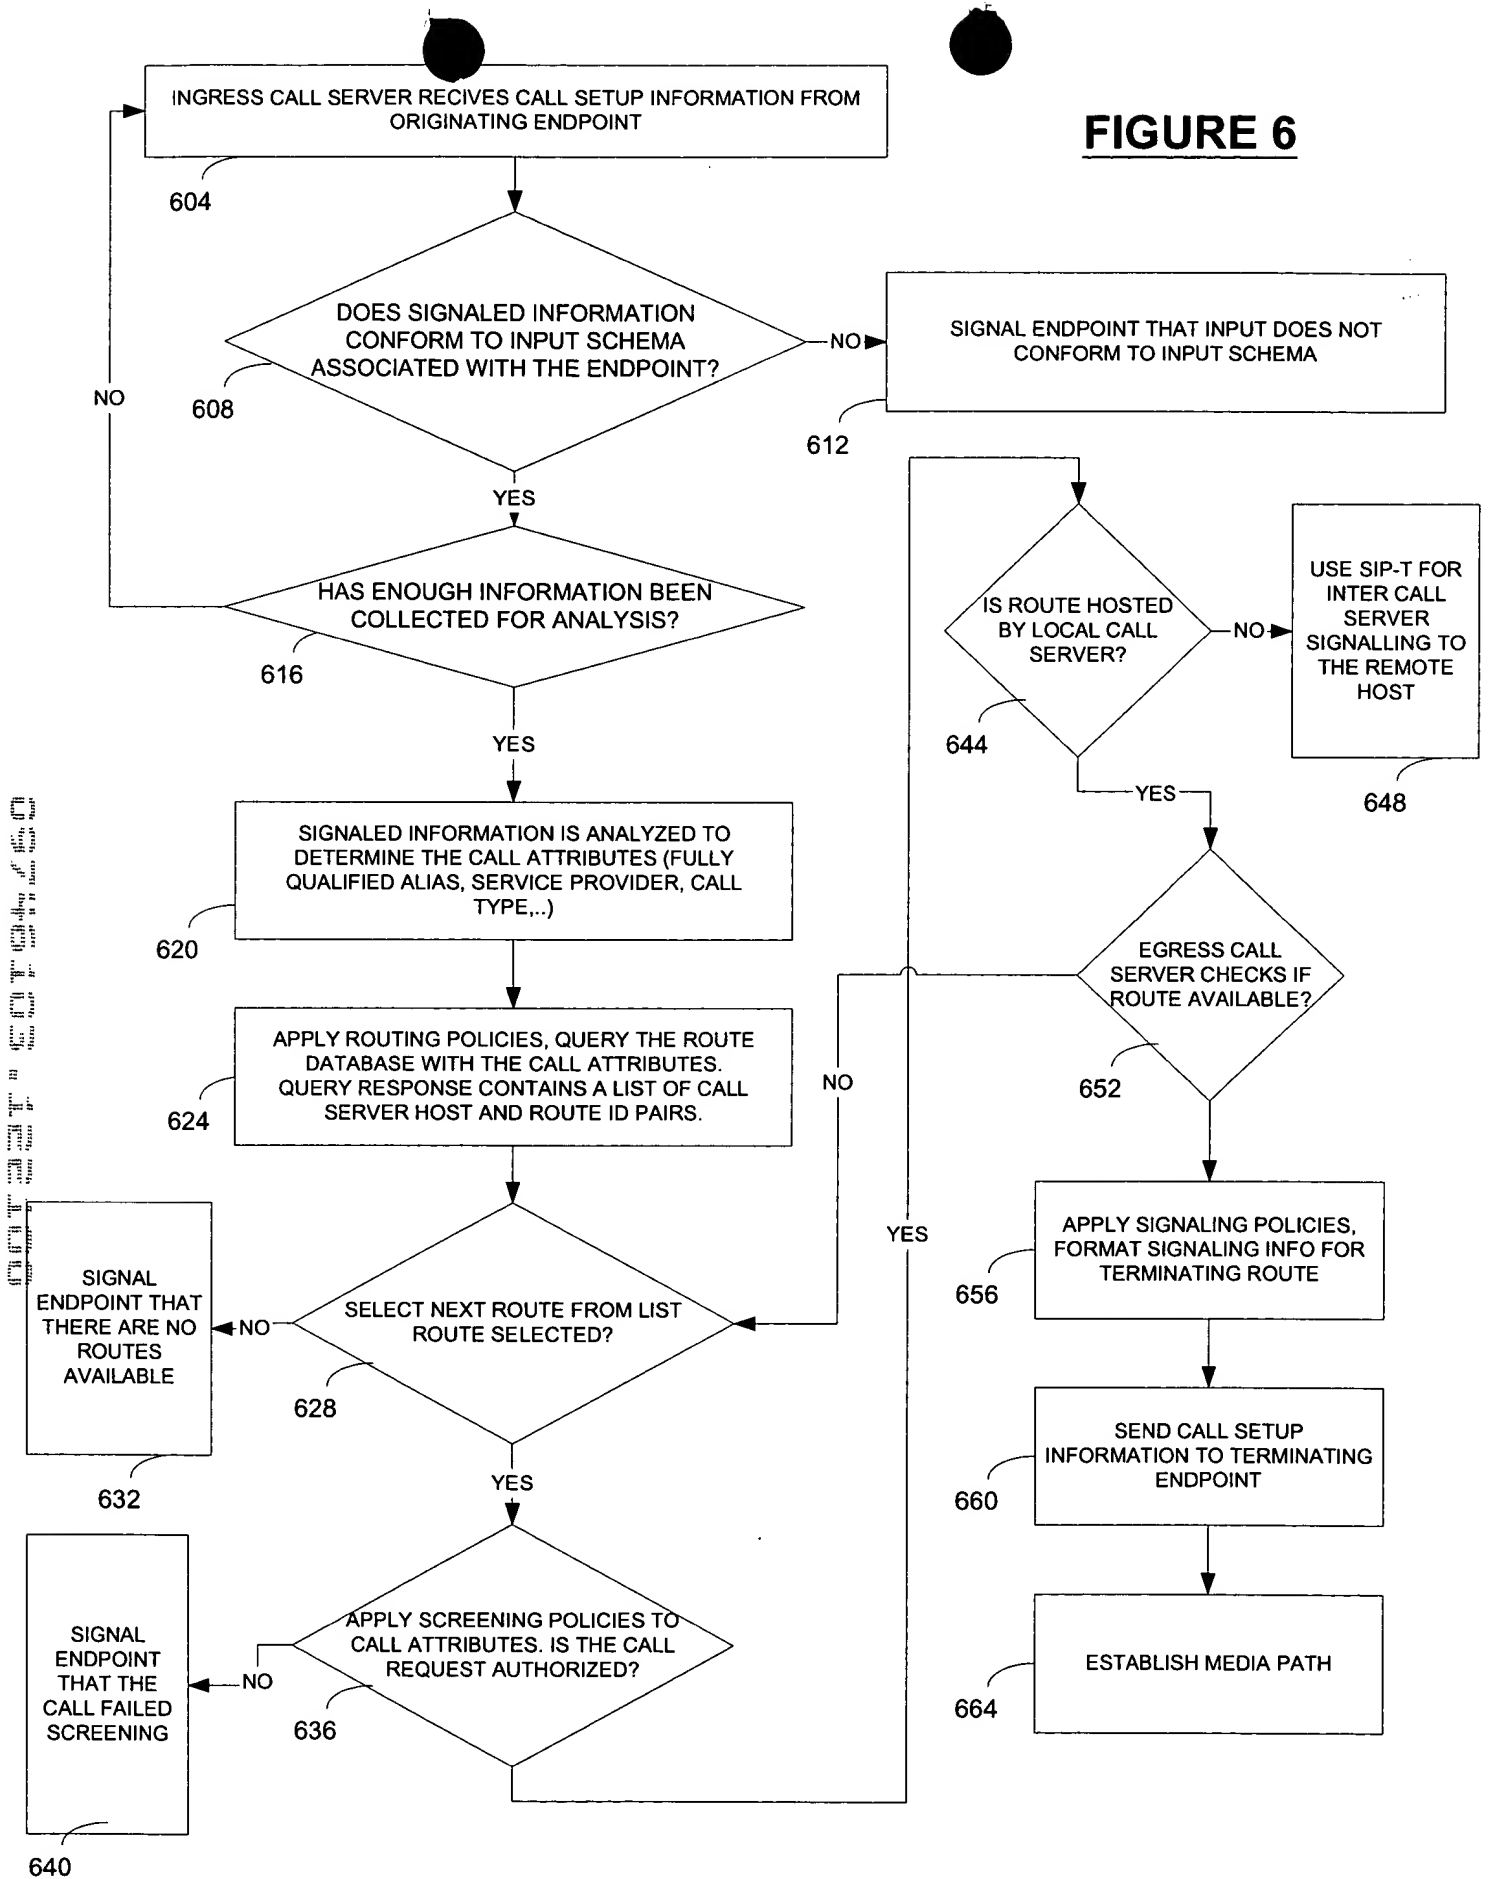 FIGURE 6
INGRESS CALL SERVER RECIVES CALL SETUP INFORMATION FROM
ORIGINATING ENDPOINT
604
DOES SIGNALED INFORMATION
CONFORM TO INPUT SCHEMA
ASSOCIATED WITH THE ENDPOINT?
608
NO
SIGNAL ENDPOINT THAT INPUT DOES NOT
CONFORM TO INPUT SCHEMA
612
YES
NO
HAS ENOUGH INFORMATION BEEN
COLLECTED FOR ANALYSIS?
616
YES
SIGNALED INFORMATION IS ANALYZED TO
DETERMINE THE CALL ATTRIBUTES (FULLY
QUALIFIED ALIAS, SERVICE PROVIDER, CALL
TYPE,..)
620
APPLY ROUTING POLICIES, QUERY THE ROUTE
DATABASE WITH THE CALL ATTRIBUTES.
QUERY RESPONSE CONTAINS A LIST OF CALL
SERVER HOST AND ROUTE ID PAIRS.
624
SELECT NEXT ROUTE FROM LIST
ROUTE SELECTED?
628
NO
SIGNAL
ENDPOINT THAT
THERE ARE NO
ROUTES
AVAILABLE
632
YES
APPLY SCREENING POLICIES TO
CALL ATTRIBUTES. IS THE CALL
REQUEST AUTHORIZED?
636
NO
SIGNAL
ENDPOINT
THAT THE
CALL FAILED
SCREENING
640
YES
IS ROUTE HOSTED
BY LOCAL CALL
SERVER?
644
NO
USE SIP-T FOR
INTER CALL
SERVER
SIGNALLING TO
THE REMOTE
HOST
648
YES
EGRESS CALL
SERVER CHECKS IF
ROUTE AVAILABLE?
652
NO
APPLY SIGNALING POLICIES,
FORMAT SIGNALING INFO FOR
TERMINATING ROUTE
656
SEND CALL SETUP
INFORMATION TO TERMINATING
ENDPOINT
660
ESTABLISH MEDIA PATH
664